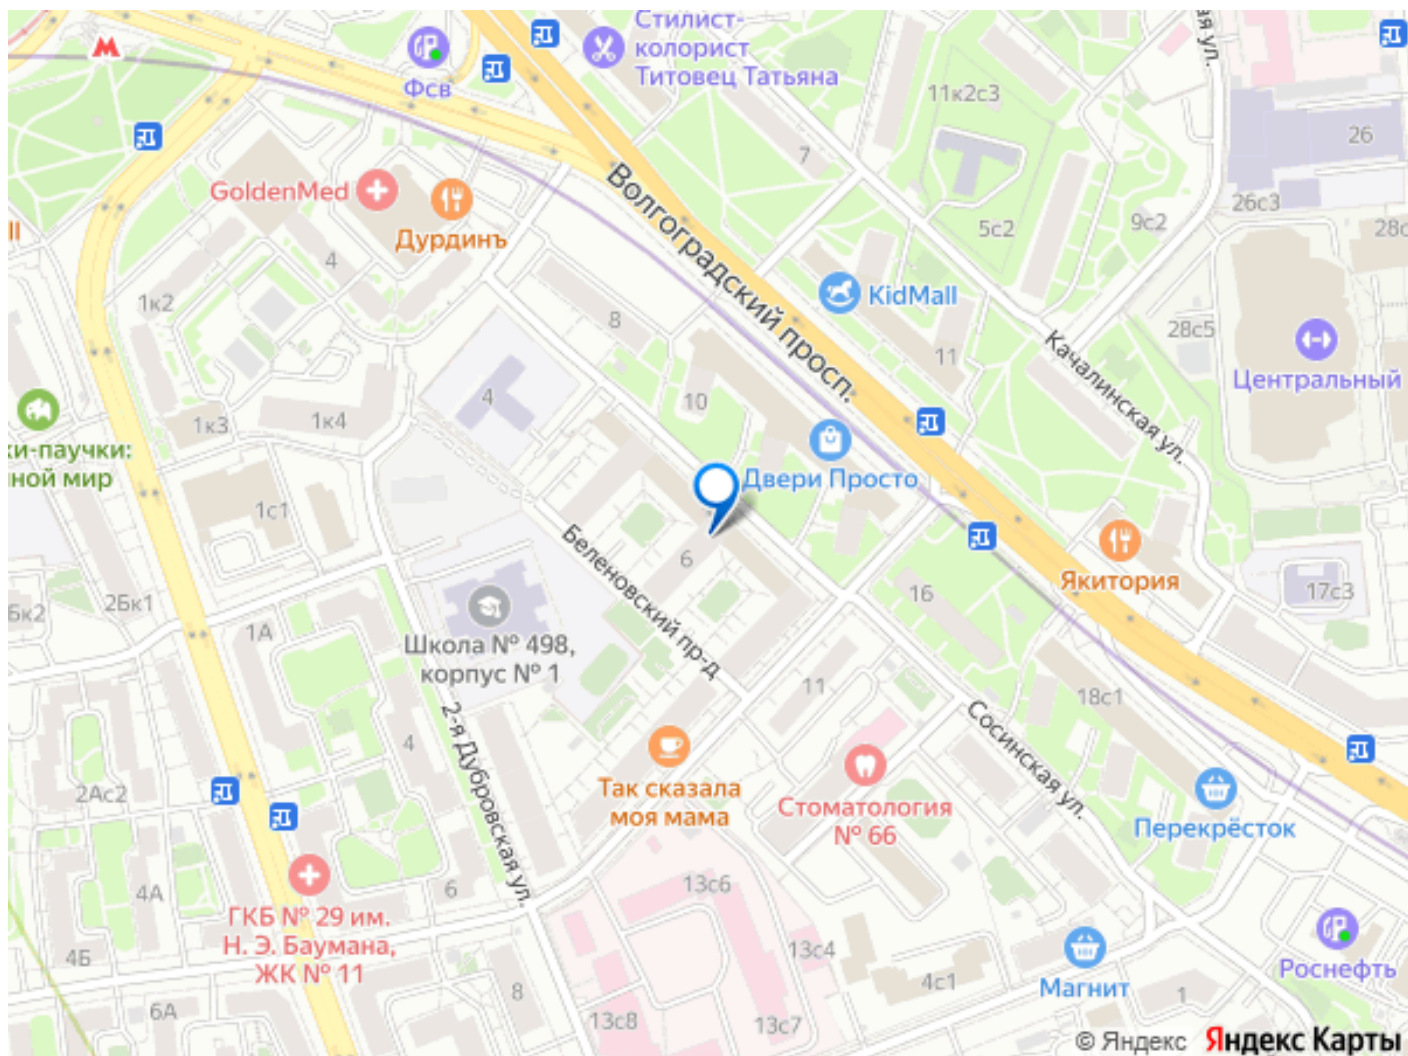 Стилист-
колорист
Титовец Татьяна
Фсв
11к2с3
7
26
GoldenMed
Дурдинъ
4
Волгоградский просп.
5с2
9с2
26с3
1к2
8
KidMall
11
28с5
Качалинская ул.
Центральный
4
10
1к3
1к4
ки-паучки:
ной мир
Двери Просто
1с1
Беленовский пр-д
6
Якитория
17с3
16
2Бк1
1А
Школа № 498,
корпус № 1
2-я Дубровская ул.
11
18с1
Сосинская ул.
4
Так сказала
моя мама
Стоматология
№ 66
Перекрёсток
2Ас2
4А
6
13с6
ГКБ № 29 им.
Н. Э. Баумана,
ЖК № 11
4Б
13с4
4с1
Магнит
1
Роснефть
6А
8
13с8
13с7
© Яндекс Яндекс Карты